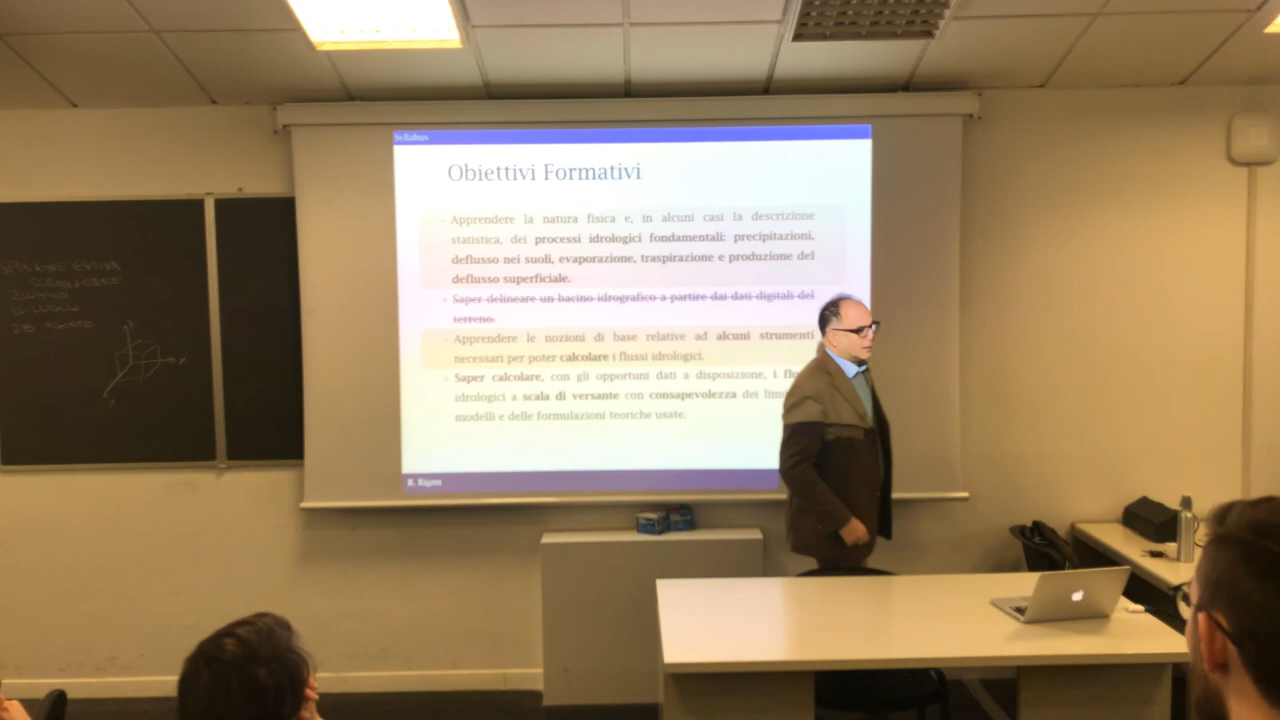 Syllabus
Obiettivi Formativi
Apprendere la natura fisica e, in alcuni casi la descrizione
statistica, dei processi idrologici fondamentali: precipitazioni,
deflusso nei suoli, evaporazione, traspirazione e produzione del
deflusso superficiale.
Saper delineare un bacino idrografico a partire dai dati digitali del
terreno.
Apprendere le nozioni di base relative ad alcuni strumenti
necessari per poter calcolare i flussi idrologici.
Saper calcolare, con gli opportuni dati a disposizione, i
idrologici a scala di versante con consapevolezza dei
modelli e delle formulazioni teoriche usate.
R. Rigon